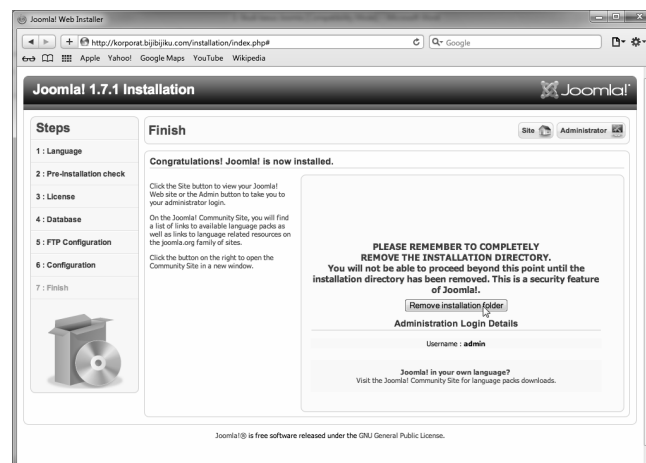 Joomla! Web Installer
http://korporat.bijibijiku.com/installation/index.php#
Google
Apple Yahoo! Google Maps YouTube Wikipedia
Joomla! 1.7.1 Installation
Joomla!
Steps
1 : Language
2 : Pre-Installation check
3 : License
4 : Database
5 : FTP Configuration
6 : Configuration
7 : Finish
Finish
Site
Administrator
Congratulations! Joomla! is now installed.
Click the Site button to view your Joomla!
Web site or the Admin button to take you to
your administrator login.
On the Joomla! Community Site, you will find
a list of links to available language packs as
well as links to language related resources on
the joomla.org family of sites.
Click the button on the right to open the
Community Site in a new window.
PLEASE REMEMBER TO COMPLETELY
REMOVE THE INSTALLATION DIRECTORY.
You will not be able to proceed beyond this point until the
installation directory has been removed. This is a security feature
of Joomla!.
Remove installation folder
Administration Login Details
Username : admin
Joomla! in your own language?
Visit the Joomla! Community Site for language packs downloads.
Joomla!® is free software released under the GNU General Public License.